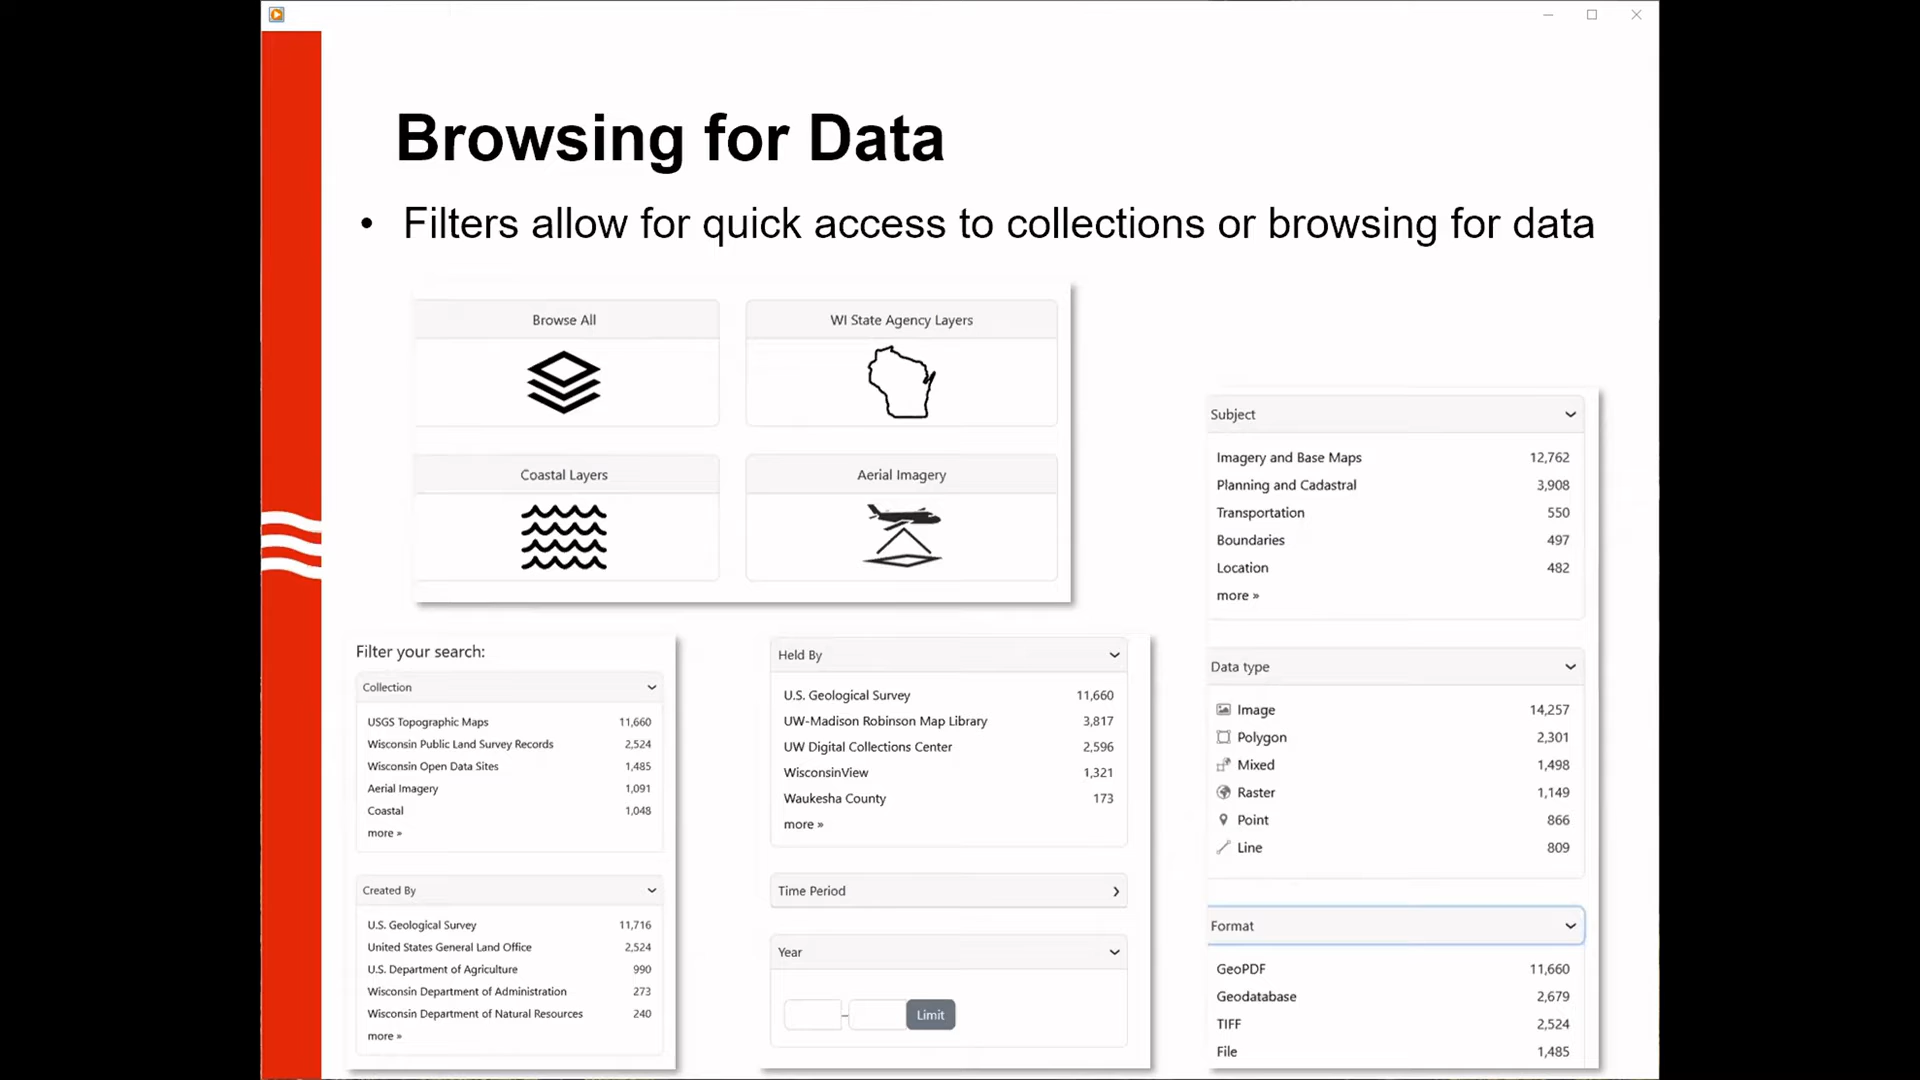 Browsing for Data
• Filters allow for quick access to collections or browsing for data
Browse All
WI State Agency Layers
Coastal Layers
Aerial Imagery
Filter your search:
Collection
USGS Topographic Maps 11,660
Wisconsin Public Land Survey Records 2,524
Wisconsin Open Data Sites 1,485
Aerial Imagery 1,091
Coastal 1,048
more »
Created By
U.S. Geological Survey 11,716
United States General Land Office 2,524
U.S. Department of Agriculture 990
Wisconsin Department of Administration 273
Wisconsin Department of Natural Resources 240
more »
Held By
U.S. Geological Survey 11,660
UW-Madison Robinson Map Library 3,817
UW Digital Collections Center 2,596
WisconsinView 1,321
Waukesha County 173
more »
Time Period
Year
– Limit
Subject
Imagery and Base Maps 12,762
Planning and Cadastral 3,908
Transportation 550
Boundaries 497
Location 482
more »
Data type
Image 14,257
Polygon 2,301
Mixed 1,498
Raster 1,149
Point 866
Line 809
Format
GeoPDF 11,660
Geodatabase 2,679
TIFF 2,524
File 1,485